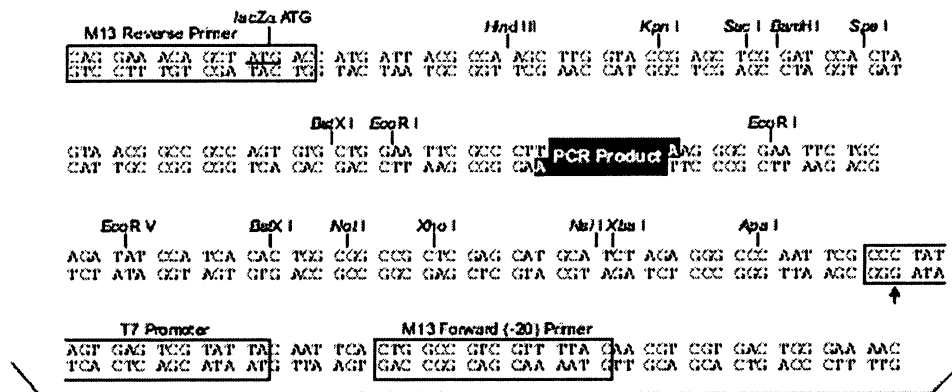 lacZα ATG
M13 Reverse Primer Hind III Kpn I Sac I BamH I Spe I
CAG GAA ACA GCT ATG ACC ATG ATT ACG CCA AGC TTG GTA CCG AGC TCG GAT CCA CTA
GTC CTT TGT CGA TAC TGG TAC TAA TGC GGT TCG AAC CAT GGC TCG AGC CTA GGT GAT
BstX I EcoR I EcoR I
GTA ACG GCC GCC AGT GTG CTG GAA TTC GCC CTT PCR Product AAG GGC GAA TTC TGC
CAT TGC CGG CGG TCA CAC GAC CTT AAG CGG GAA TTC CCG CTT AAG ACG
EcoR V BstX I Not I Xho I Nsi I Xba I Apa I
AGA TAT CCA TCA CAC TGG CGG CCG CTC GAG CAT GCA TCT AGA GGG CCC AAT TCG CCC TAT
TCT ATA GGT AGT GTG ACC GCC GGC GAG CTC GTA CGT AGA TCT CCC GGG TTA AGC GGG ATA
T7 Promoter M13 Forward (-20) Primer
AGT GAG TCG TAT TAC AAT TCA CTG GCC GTC GTT TTA CAA CGT CGT GAC TGG GAA AAC
TCA CTC AGC ATA ATG TTA AGT GAC CGG CAG CAA AAT GTT GCA GCA CTG ACC CTT TTG